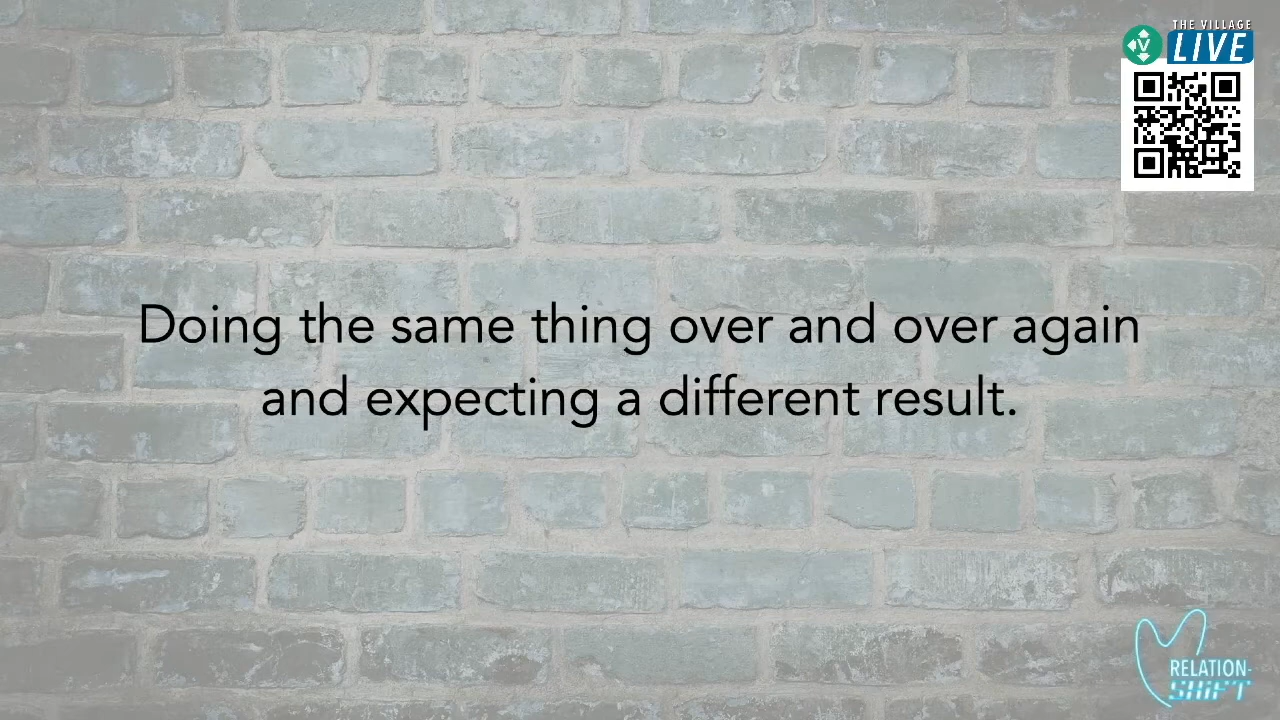 THE VILLAGE
V
LIVE
Doing the same thing over and over again
and expecting a different result.
RELATION-
SHIFT